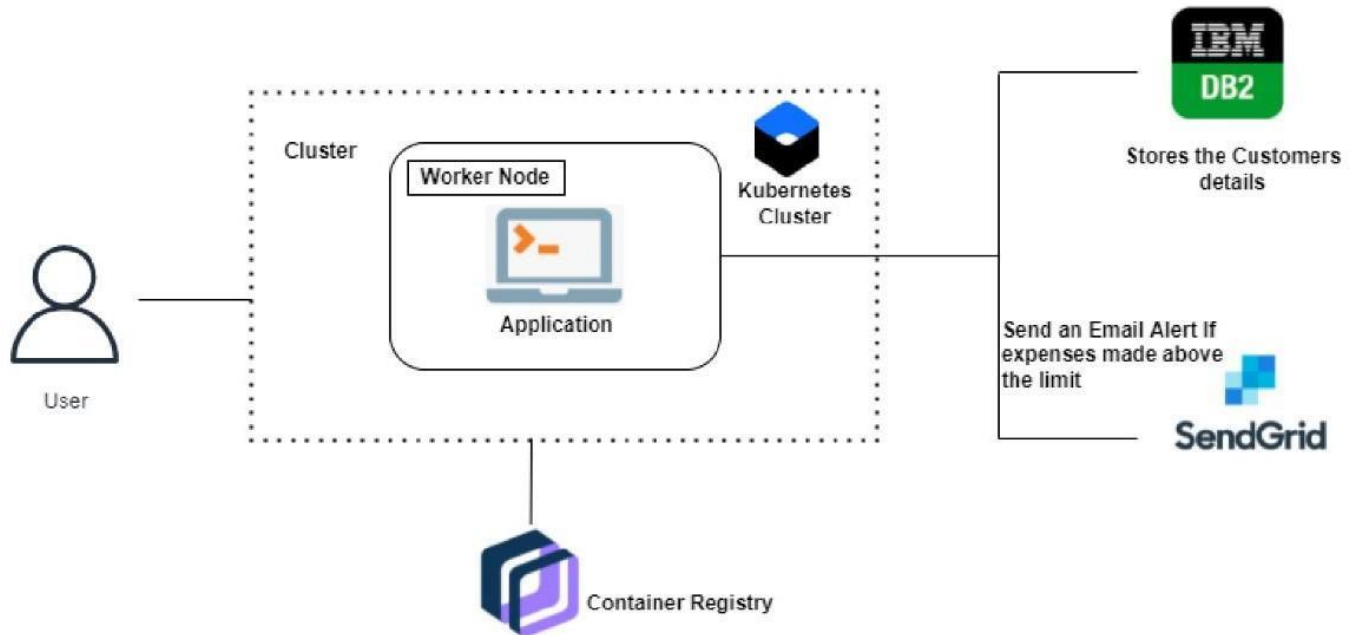 IBM
DB2
Stores the Customers
details
Cluster
Worker Node
Kubernetes
Cluster
Application
User
Send an Email Alert If
expenses made above
the limit
SendGrid
Container Registry